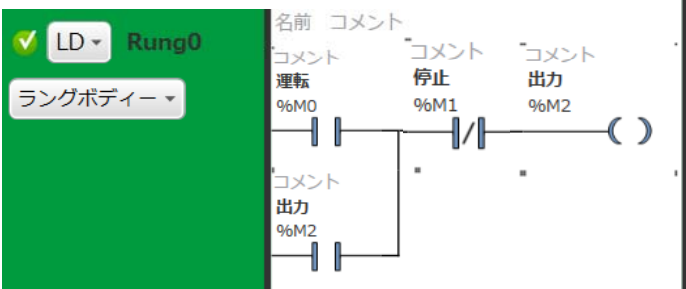 名前 コメント
LD Rung0
コメント コメント コメント
運転 停止 出力
%M0 %M1 %M2
ラングボディー
コメント
出力
%M2